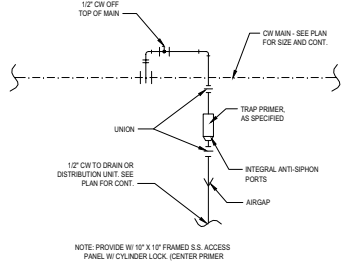 1/2" CW OFF
TOP OF MAIN
CW MAIN - SEE PLAN
FOR SIZE AND CONT.
TRAP PRIMER,
AS SPECIFIED
UNION
1/2" CW TO DRAIN OR
DISTRIBUTION UNIT. SEE
PLAN FOR CONT.
INTEGRAL ANTI-SIPHON
PORTS
AIRGAP
NOTE: PROVIDE W/ 10" X 10" FRAMED S.S. ACCESS
PANEL W/ CYLINDER LOCK. (CENTER PRIMER